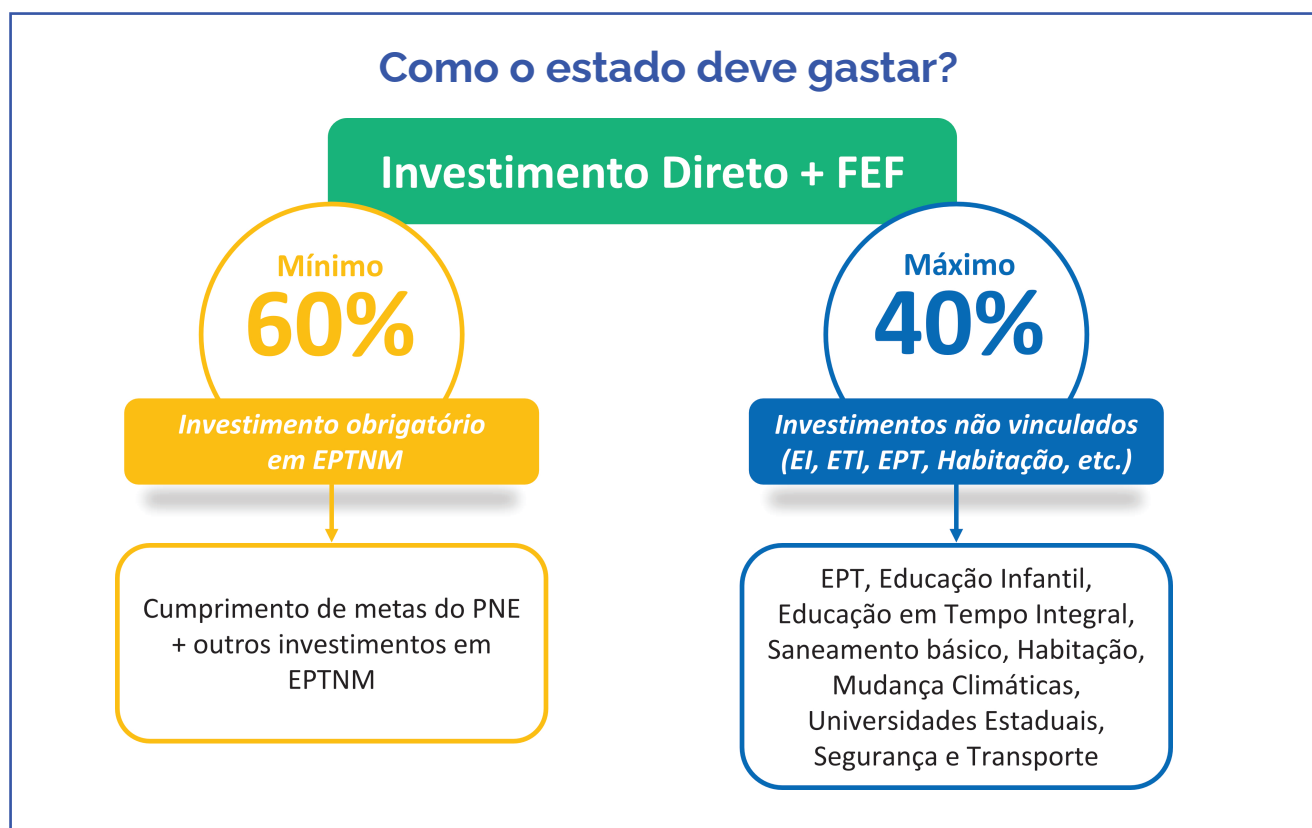 Como o estado deve gastar?
Investimento Direto + FEF
Mínimo
60%
Investimento obrigatório
em EPTNM
Cumprimento de metas do PNE
+ outros investimentos em
EPTNM
Máximo
40%
Investimentos não vinculados
(EI, ETI, EPT, Habitação, etc.)
EPT, Educação Infantil,
Educação em Tempo Integral,
Saneamento básico, Habitação,
Mudança Climáticas,
Universidades Estaduais,
Segurança e Transporte